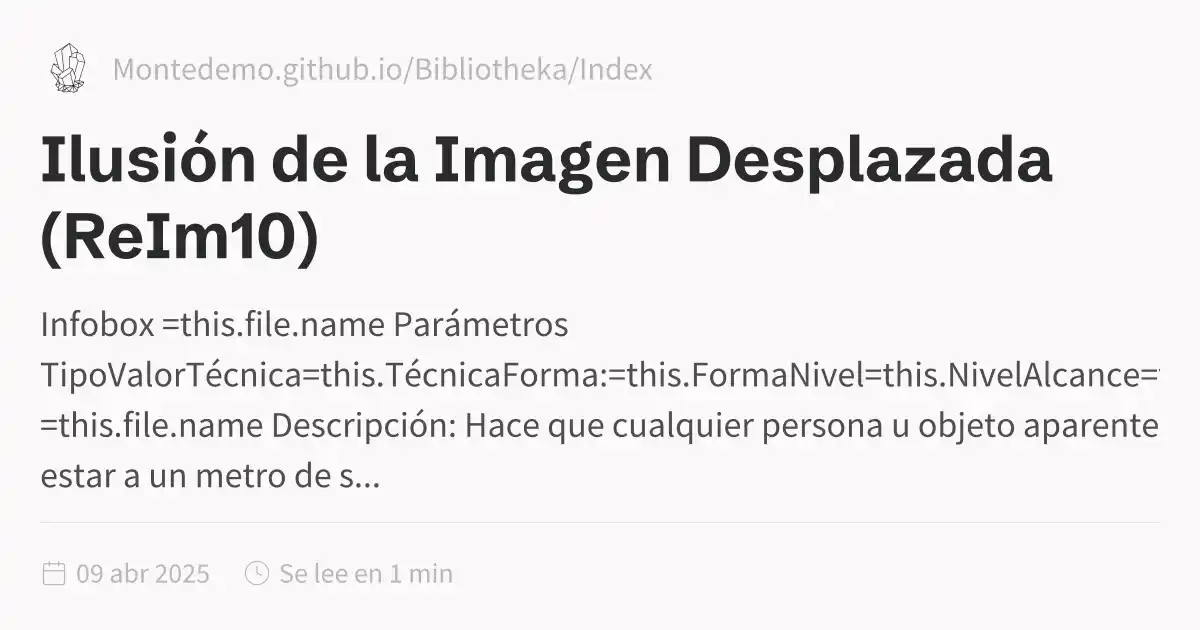 Montedemo.github.io/Bibliotheka/Index
Ilusión de la Imagen Desplazada
(ReIm10)
Infobox =this.file.name Parámetros
TipoValorTécnica=this.TécnicaForma:=this.FormaNivel=this.NivelAlcance=
=this.file.name Descripción: Hace que cualquier persona u objeto aparente
estar a un metro de s...
09 abr 2025 Se lee en 1 min